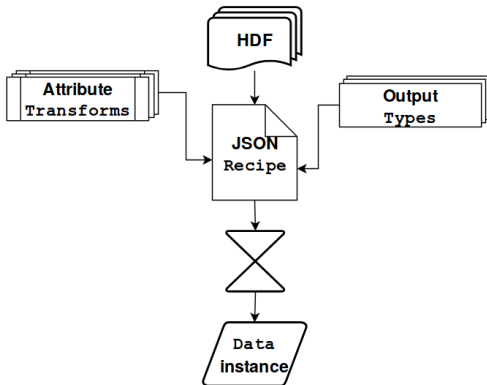 HDF
Attribute
Transforms
Output
Types
JSON
Recipe
Data
instance